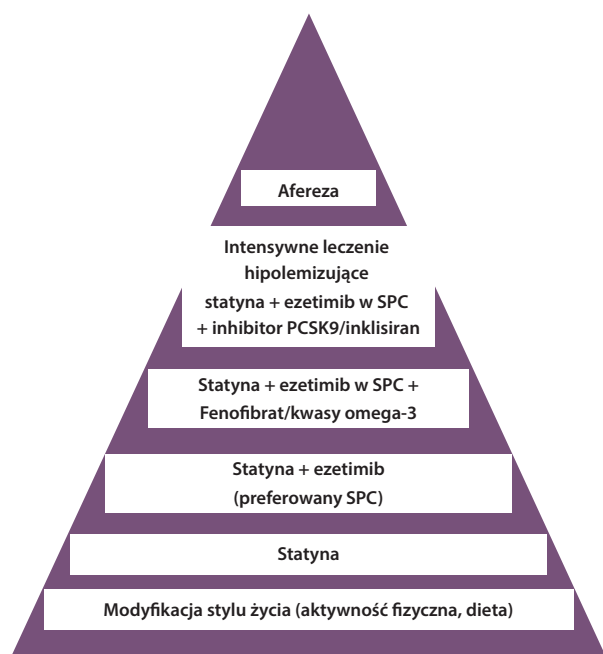 Afereza
Intensywne leczenie
hipolemizujące
statyna + ezetimib w SPC
+ inhibitor PCSK9/inklisiran
Statyna + ezetimib w SPC +
Fenofibrat/kwasy omega-3
Statyna + ezetimib
(preferowany SPC)
Statyna
Modyfikacja stylu życia (aktywność fizyczna, dieta)